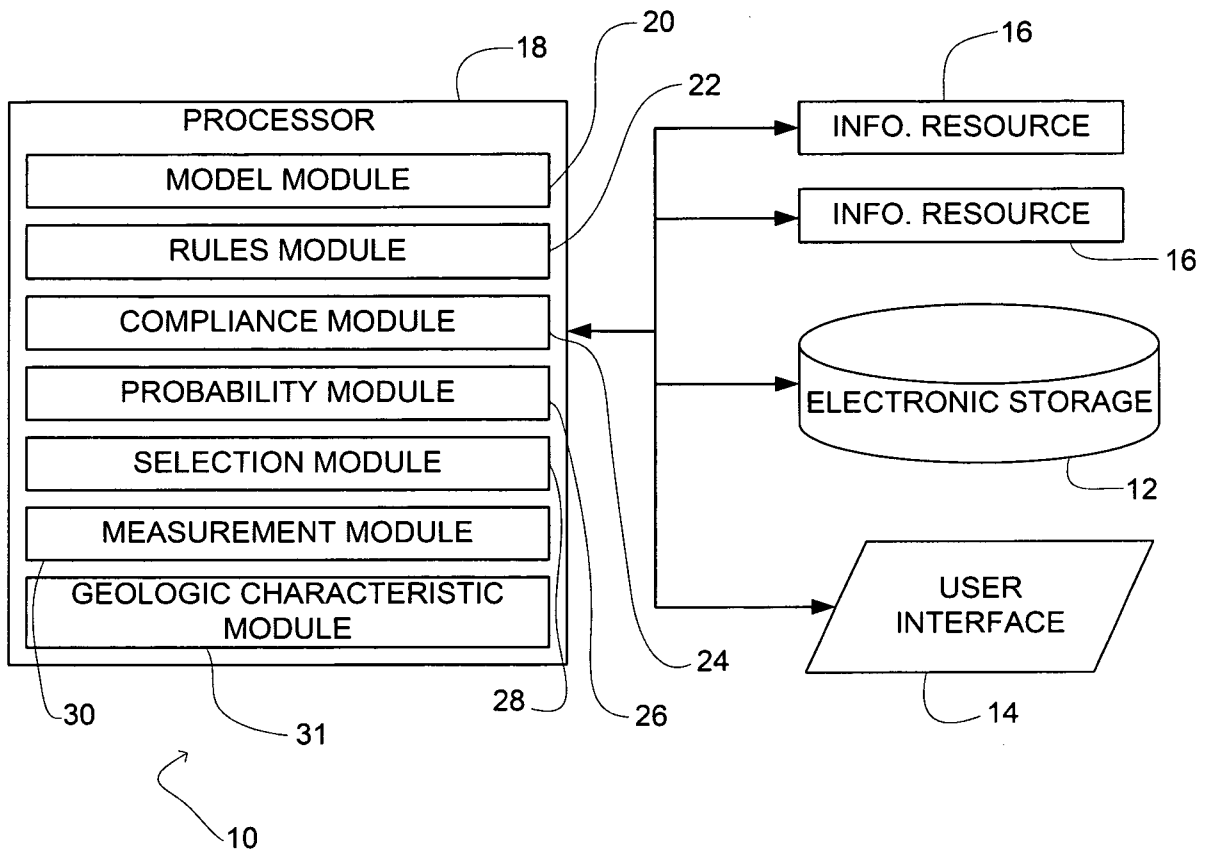 18
20
16
22
PROCESSOR
MODEL MODULE
RULES MODULE
COMPLIANCE MODULE
PROBABILITY MODULE
SELECTION MODULE
MEASUREMENT MODULE
GEOLOGIC CHARACTERISTIC
MODULE
INFO. RESOURCE
INFO. RESOURCE
16
ELECTRONIC STORAGE
12
USER
INTERFACE
14
30
31
28
26
24
10